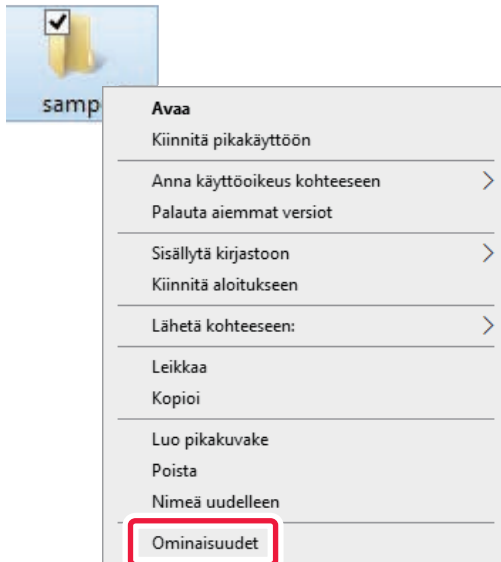 samp
Avaa
Kiinnitä pikakäyttöön
Anna käyttöoikeus kohteeseen
Palauta aiemmat versiot
Sisällytä kirjastoon
Kiinnitä aloitukseen
Lähetä kohteeseen:
Leikkaa
Kopioi
Luo pikakuvake
Poista
Nimeä uudelleen
Ominaisuudet